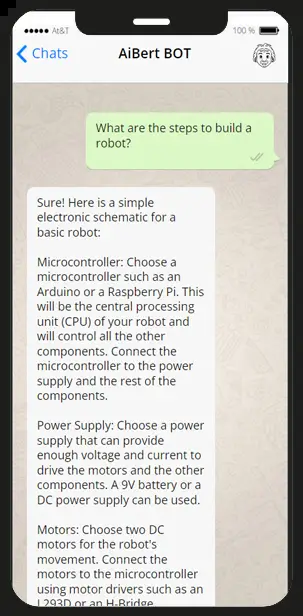 At&T
100 %
Chats
AiBert BOT
What are the steps to build a
robot?
Sure! Here is a simple
electronic schematic for a
basic robot:
Microcontroller: Choose a
microcontroller such as an
Arduino or a Raspberry Pi. This
will be the central processing
unit (CPU) of your robot and
will control all the other
components. Connect the
microcontroller to the power
supply and the rest of the
components.
Power Supply: Choose a power
supply that can provide
enough voltage and current to
drive the motors and the other
components. A 9V battery or a
DC power supply can be used.
Motors: Choose two DC
motors for the robot's
movement. Connect the
motors to the microcontroller
using motor drivers such as an
L293D or an H-Bridge